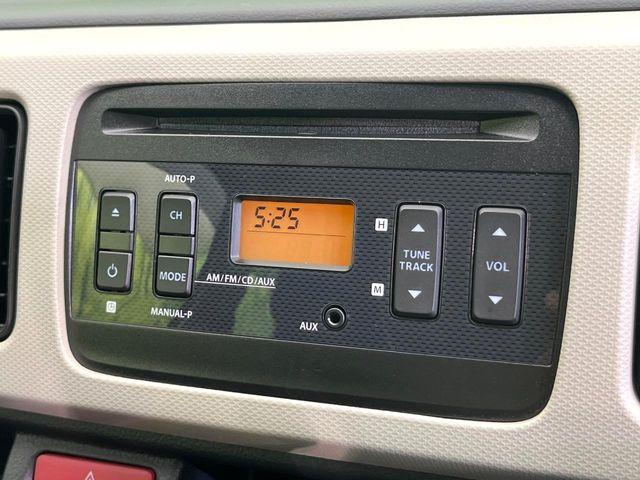 AUTO-P
CH
MODE
AM/FM/CD/AUX
MANUAL-P
5:25
H
M
TUNE
TRACK
VOL
AUX